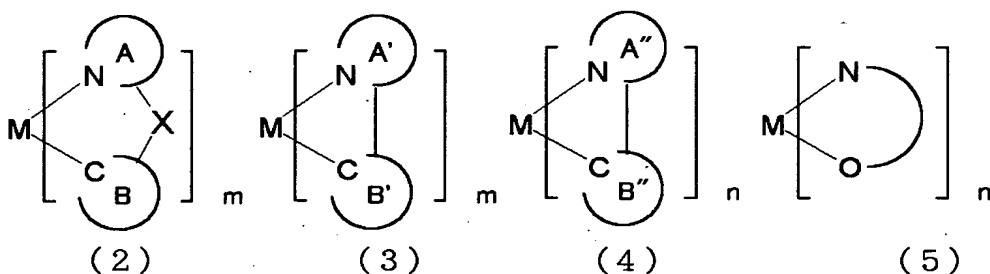 A A' A″
N N N N
X
M M M M
C C C O
B B' B″
m m n n
(2) (3) (4) (5)